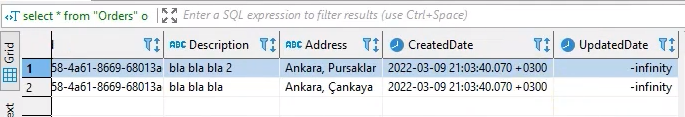 select * from "Orders" o
Enter a SQL expression to filter results (use Ctrl+Space)
Grid
Description Address CreatedDate UpdatedDate
1 58-4a61-8669-68013a bla bla bla 2 Ankara, Pursaklar 2022-03-09 21:03:40.070 +0300 -infinity
2 58-4a61-8669-68013a bla bla bla Ankara, Çankaya 2022-03-09 21:03:40.070 +0300 -infinity